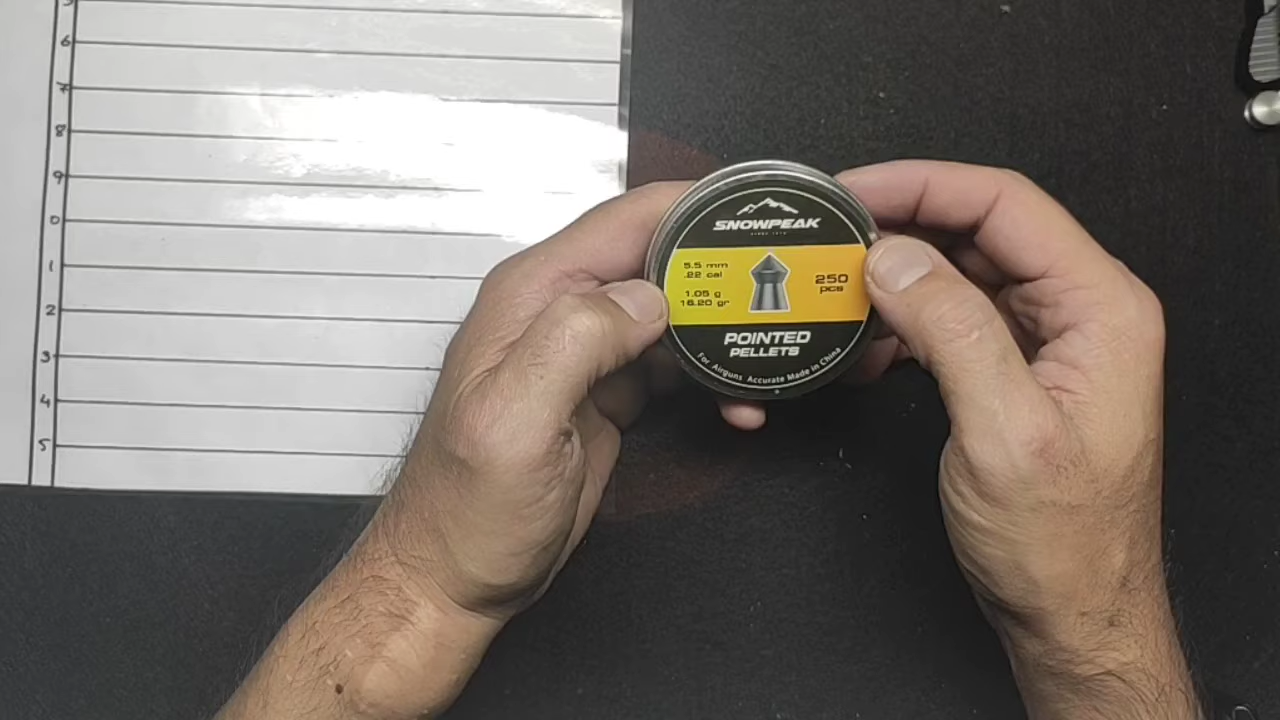 6
7
8
9
0
1
2
3
4
5
SNOWPEAK
5.5 mm
.22 cal
1.05 g
16.20 gr
250
pcs
POINTED
PELLETS
For Airguns Accurate Made in China